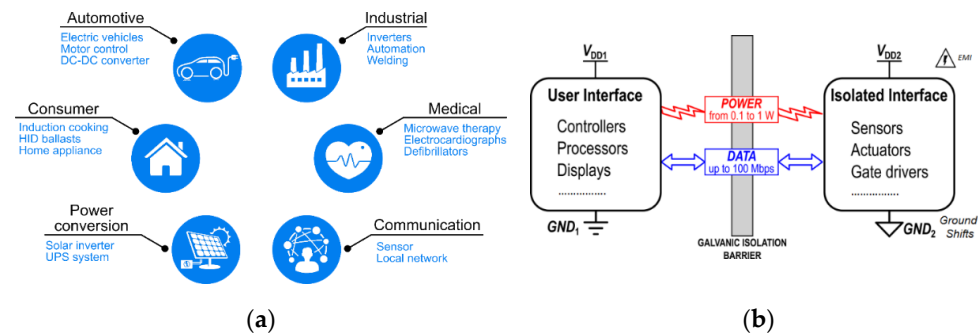 Automotive
Electric vehicles
Motor control
DC-DC converter
Industrial
Inverters
Automation
Welding
Consumer
Induction cooking
HID ballasts
Home appliance
Medical
Microwave therapy
Electrocardiographs
Defibrillators
Power
conversion
Solar inverter
UPS system
Communication
Sensor
Local network
(a)
VDD1
User Interface
Controllers
Processors
Displays
................
GND1
POWER
from 0.1 to 1 W
DATA
up to 100 Mbps
GALVANIC ISOLATION
BARRIER
VDD2
EMI
Isolated Interface
Sensors
Actuators
Gate drivers
................
GND2
Ground
Shifts
(b)